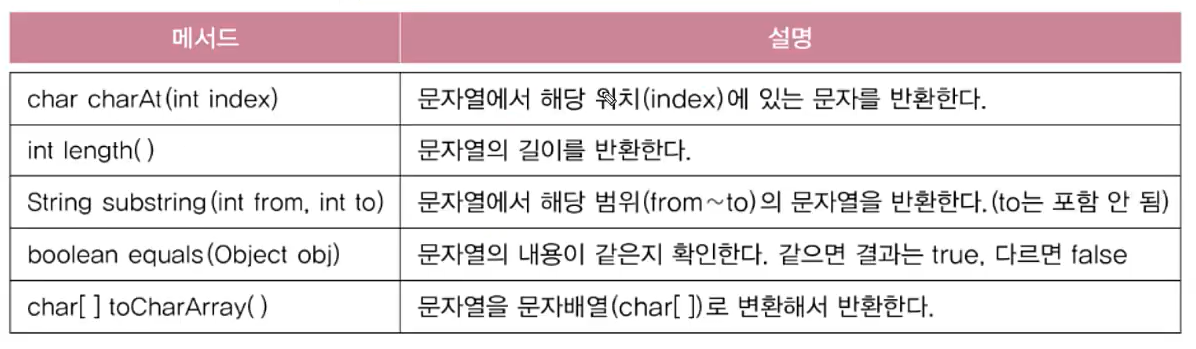 메서드 설명
char charAt(int index) 문자열에서 해당 위치(index)에 있는 문자를 반환한다.
int length( ) 문자열의 길이를 반환한다.
String substring(int from, int to) 문자열에서 해당 범위(from~to)의 문자열을 반환한다.(to는 포함 안 됨)
boolean equals(Object obj) 문자열의 내용이 같은지 확인한다. 같으면 결과는 true, 다르면 false
char[ ] toCharArray( ) 문자열을 문자배열(char[ ])로 변환해서 반환한다.